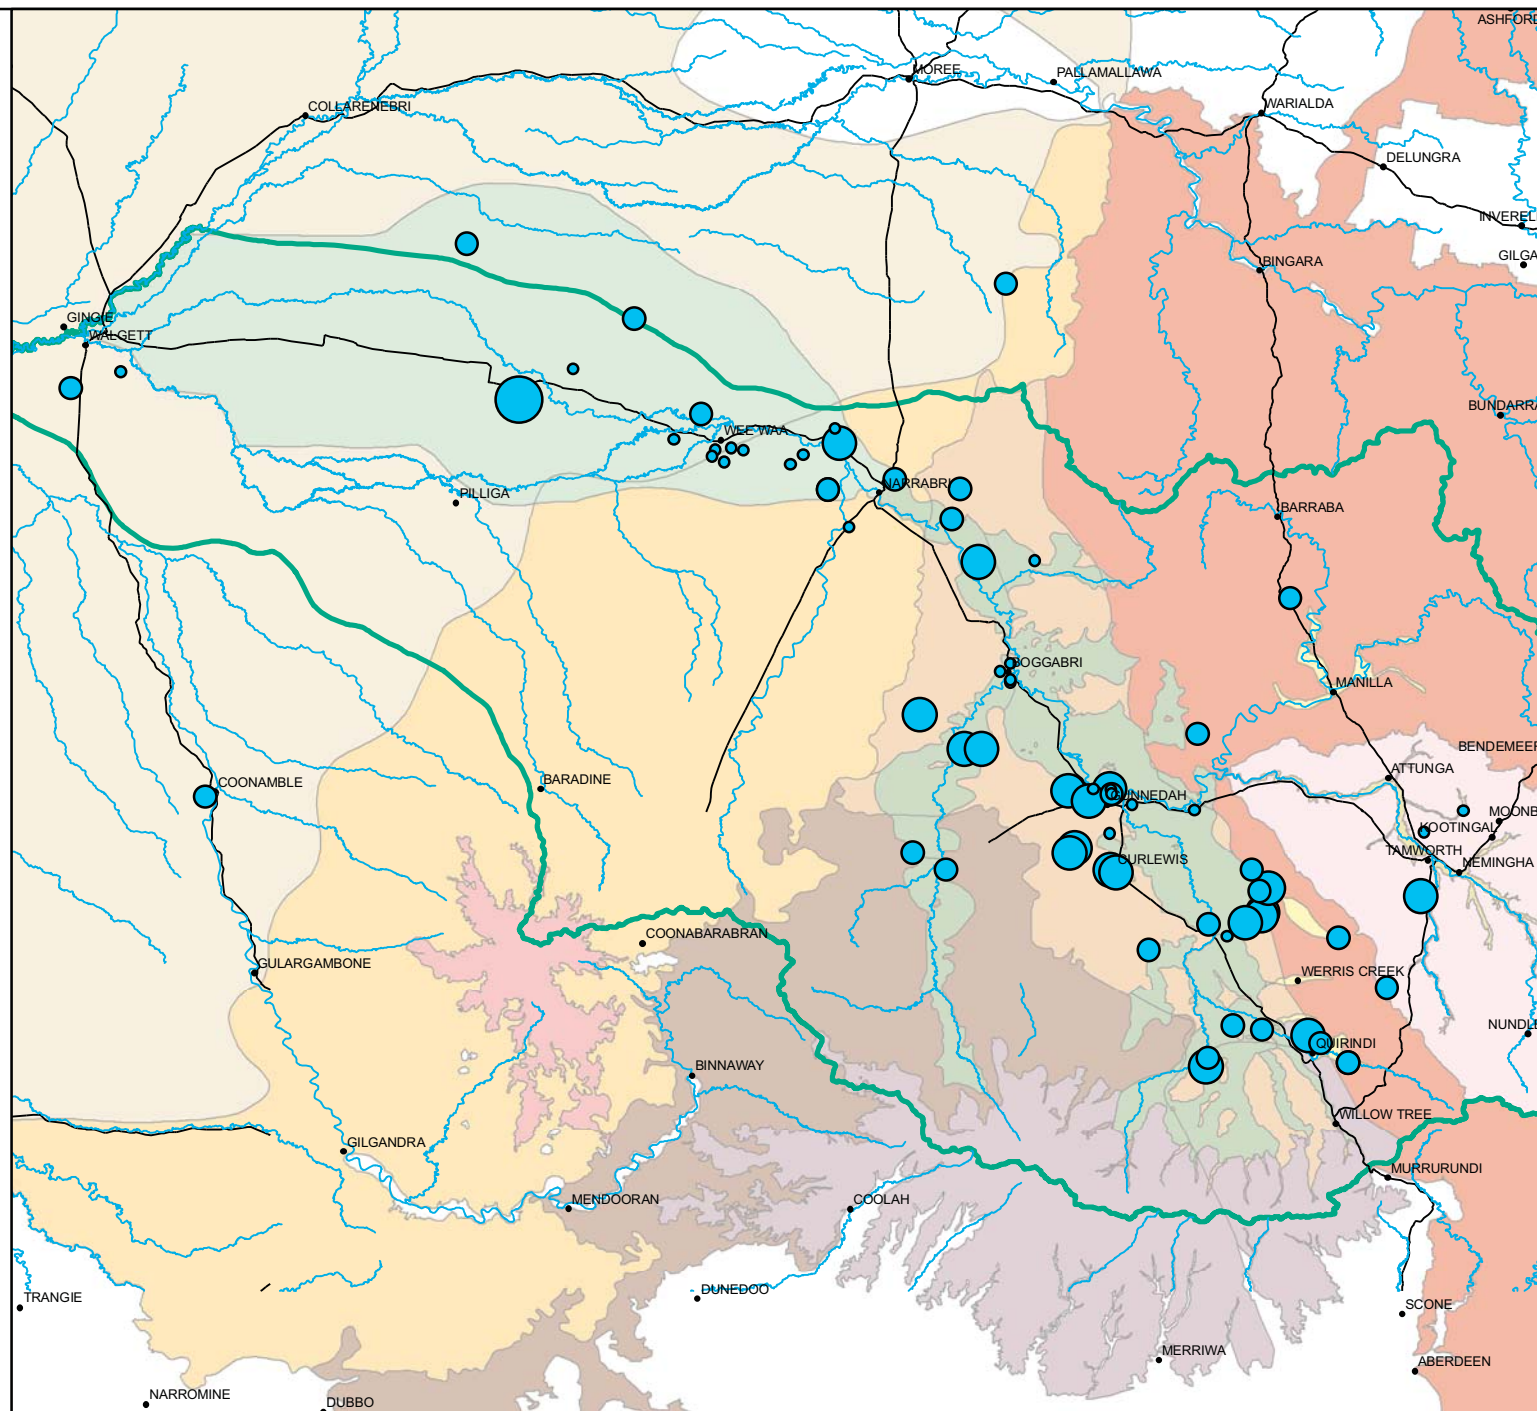 ASHFORD
MOREE
PALLAMALLAWA
COLLARENEBRI
WARIALDA
DELUNGRA
INVERELL
BINGARA
GILGA
GINGIE
WALGETT
BUNDARRA
WEE WAA
NARRABRI
PILLIGA
BARRABA
BOGGABRI
MANILLA
BENDEMEER
ATTUNGA
COONAMBLE
BARADINE
GUNNEDAH
MOONB
KOOTINGAL
TAMWORTH
CURLEWIS
NEMINGHA
COONABARABRAN
GULARGAMBONE
WERRIS CREEK
NUNDLE
QUIRINDI
BINNAWAY
WILLOW TREE
GILGANDRA
MURRURUNDI
MENDOORAN
COOLAH
DUNEDOO
TRANGIE
SCONE
MERRIWA
ABERDEEN
NARROMINE
DUBBO